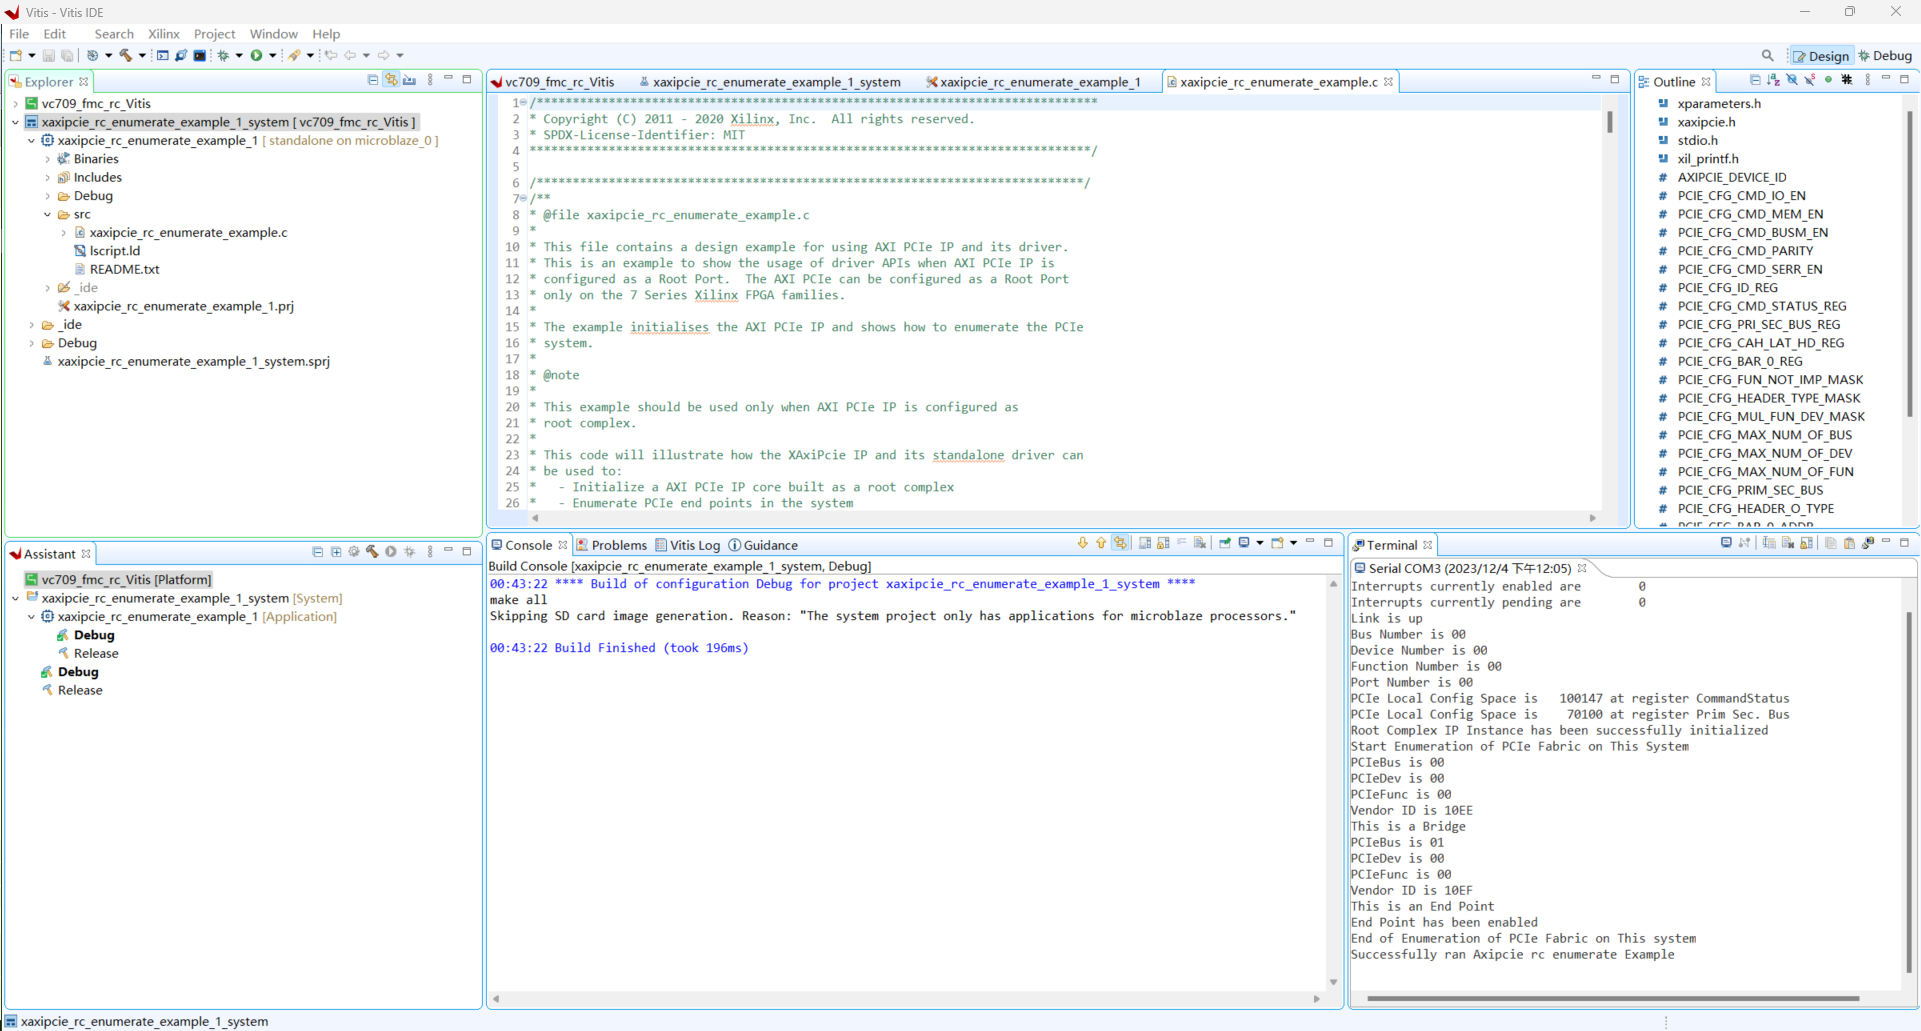 Vitis - Vitis IDE
File Edit Search Xilinx Project Window Help
Design Debug
Explorer
vc709_fmc_rc_Vitis
xaxipcie_rc_enumerate_example_1_system [ vc709_fmc_rc_Vitis ]
xaxipcie_rc_enumerate_example_1 [ standalone on microblaze_0 ]
Binaries
Includes
Debug
src
xaxipcie_rc_enumerate_example.c
lscript.ld
README.txt
_ide
xaxipcie_rc_enumerate_example_1.prj
_ide
Debug
xaxipcie_rc_enumerate_example_1_system.sprj
vc709_fmc_rc_Vitis xaxipcie_rc_enumerate_example_1_system xaxipcie_rc_enumerate_example_1 xaxipcie_rc_enumerate_example.c
1 /******************************************************************************
2 * Copyright (C) 2011 - 2020 Xilinx, Inc.  All rights reserved.
3 * SPDX-License-Identifier: MIT
4 ******************************************************************************/
5
6 /****************************************************************************/
7 /**
8 * @file xaxipcie_rc_enumerate_example.c
9 *
10 * This file contains a design example for using AXI PCIe IP and its driver.
11 * This is an example to show the usage of driver APIs when AXI PCIe IP is
12 * configured as a Root Port.  The AXI PCIe can be configured as a Root Port
13 * only on the 7 Series Xilinx FPGA families.
14 *
15 * The example initialises the AXI PCIe IP and shows how to enumerate the PCIe
16 * system.
17 *
18 * @note
19 *
20 * This example should be used only when AXI PCIe IP is configured as
21 * root complex.
22 *
23 * This code will illustrate how the XAxiPcie IP and its standalone driver can
24 * be used to:
25 *   - Initialize a AXI PCIe IP core built as a root complex
26 *   - Enumerate PCIe end points in the system
Outline
xparameters.h
xaxipcie.h
stdio.h
xil_printf.h
AXIPCIE_DEVICE_ID
PCIE_CFG_CMD_IO_EN
PCIE_CFG_CMD_MEM_EN
PCIE_CFG_CMD_BUSM_EN
PCIE_CFG_CMD_PARITY
PCIE_CFG_CMD_SERR_EN
PCIE_CFG_ID_REG
PCIE_CFG_CMD_STATUS_REG
PCIE_CFG_PRI_SEC_BUS_REG
PCIE_CFG_CAH_LAT_HD_REG
PCIE_CFG_BAR_0_REG
PCIE_CFG_FUN_NOT_IMP_MASK
PCIE_CFG_HEADER_TYPE_MASK
PCIE_CFG_MUL_FUN_DEV_MASK
PCIE_CFG_MAX_NUM_OF_BUS
PCIE_CFG_MAX_NUM_OF_DEV
PCIE_CFG_MAX_NUM_OF_FUN
PCIE_CFG_PRIM_SEC_BUS
PCIE_CFG_HEADER_O_TYPE
PCIE_CFG_BAR_0_ADDR
Assistant
vc709_fmc_rc_Vitis [Platform]
xaxipcie_rc_enumerate_example_1_system [System]
xaxipcie_rc_enumerate_example_1 [Application]
Debug
Release
Debug
Release
Console Problems Vitis Log Guidance
Build Console [xaxipcie_rc_enumerate_example_1_system, Debug]
00:43:22 **** Build of configuration Debug for project xaxipcie_rc_enumerate_example_1_system ****
make all
Skipping SD card image generation. Reason: "The system project only has applications for microblaze processors."
00:43:22 Build Finished (took 196ms)
Terminal
Serial COM3 (2023/12/4 下午12:05)
Interrupts currently enabled are        0
Interrupts currently pending are        0
Link is up
Bus Number is 00
Device Number is 00
Function Number is 00
Port Number is 00
PCIe Local Config Space is   100147 at register CommandStatus
PCIe Local Config Space is    70100 at register Prim Sec. Bus
Root Complex IP Instance has been successfully initialized
Start Enumeration of PCIe Fabric on This System
PCIeBus is 00
PCIeDev is 00
PCIeFunc is 00
Vendor ID is 10EE
This is a Bridge
PCIeBus is 01
PCIeDev is 00
PCIeFunc is 00
Vendor ID is 10EF
This is an End Point
End Point has been enabled
End of Enumeration of PCIe Fabric on This system
Successfully ran Axipcie rc enumerate Example
xaxipcie_rc_enumerate_example_1_system